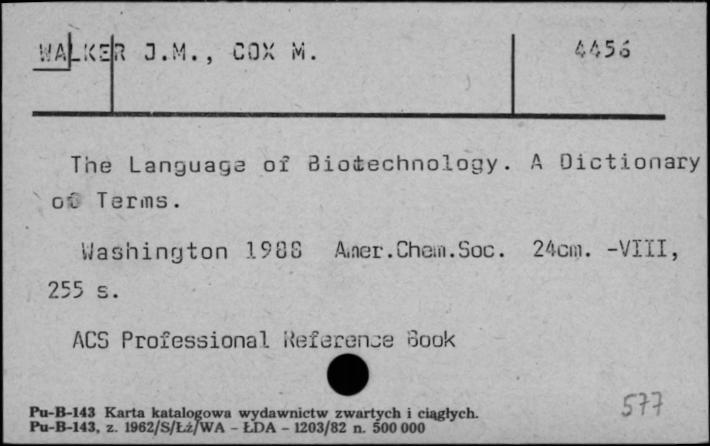 WALKER J.M., COX M.
4456
The Language of Biotechnology. A Dictionary
of Terms.
Washington 1988 Amer.Chem.Soc. 24cm. -VIII,
255 s.
ACS Professional Reference Book
577
Pu-B-143 Karta katalogowa wydawnictw zwartych i ciągłych.
Pu-B-143, z. 1962/S/Łż/WA - ŁDA - 1203/82 n. 500 000